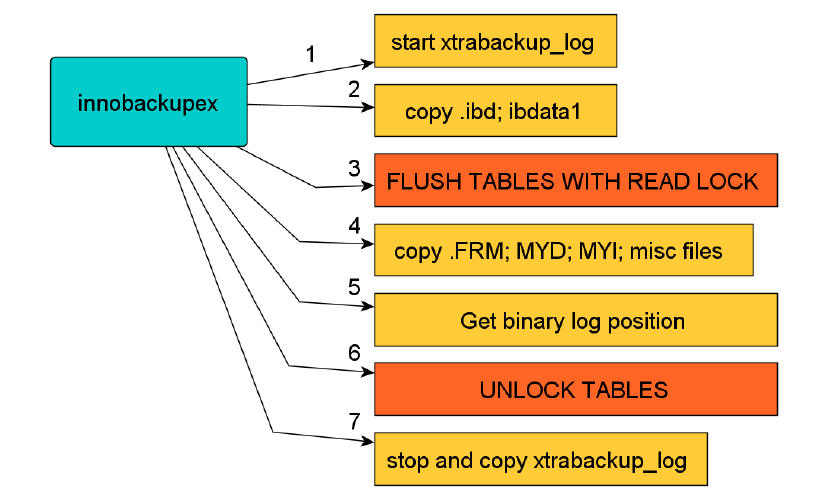 innobackupex
1
start xtrabackup_log
2
copy .ibd; ibdata1
3
FLUSH TABLES WITH READ LOCK
4
copy .FRM; MYD; MYI; misc files
5
Get binary log position
6
UNLOCK TABLES
7
stop and copy xtrabackup_log